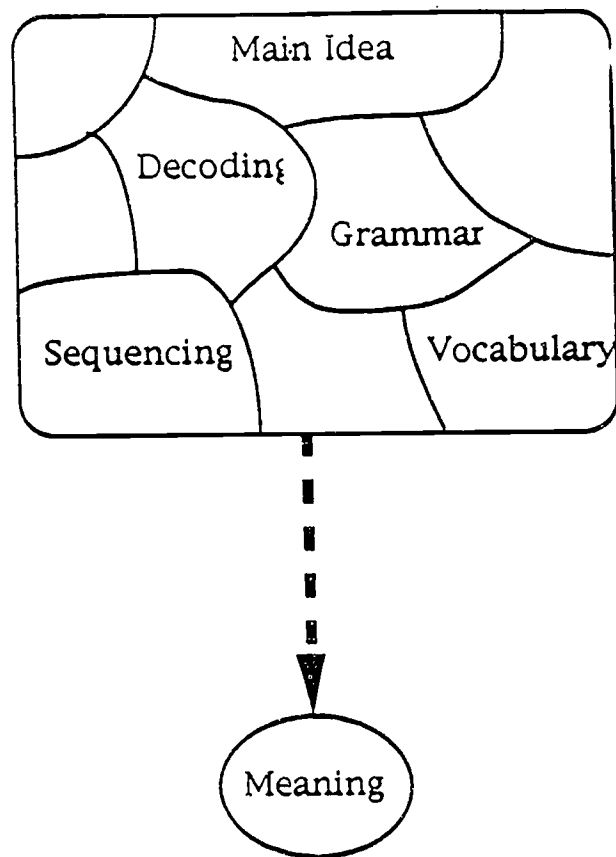 Main Idea
Decoding
Grammar
Sequencing
Vocabulary
Meaning